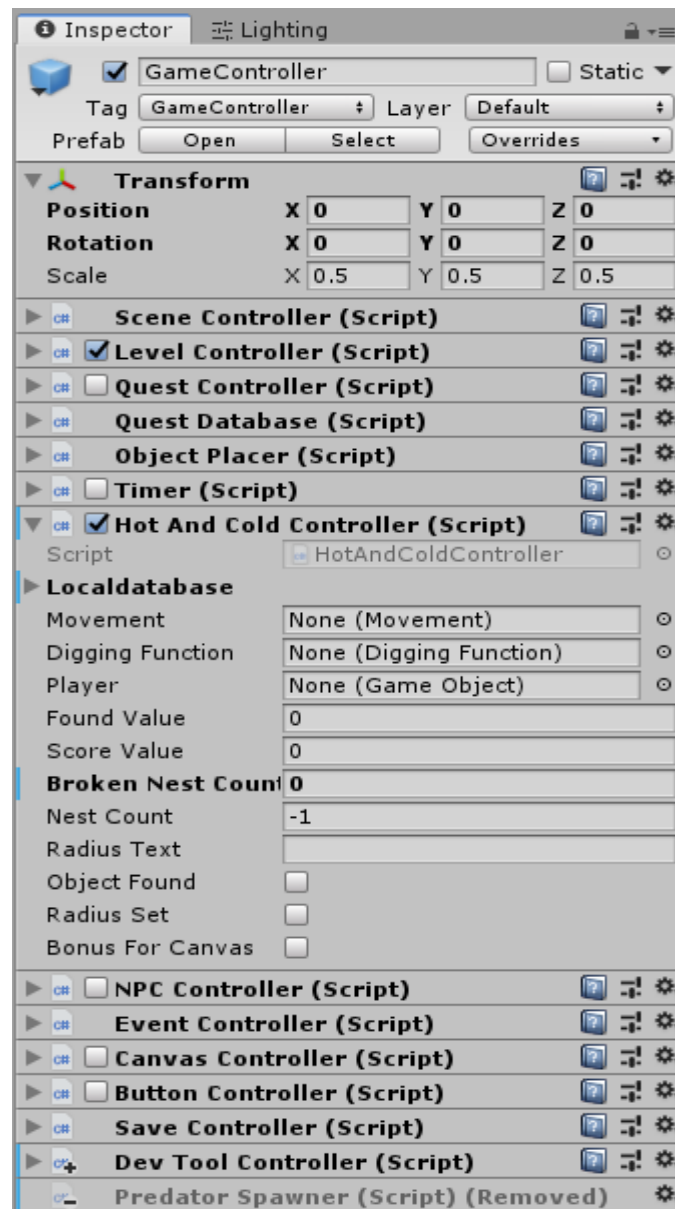 Inspector Lighting
GameController Static
Tag GameController Layer Default
Prefab Open Select Overrides
Transform
Position X 0 Y 0 Z 0
Rotation X 0 Y 0 Z 0
Scale X 0.5 Y 0.5 Z 0.5
c# Scene Controller (Script)
c# Level Controller (Script)
c# Quest Controller (Script)
c# Quest Database (Script)
c# Object Placer (Script)
c# Timer (Script)
c# Hot And Cold Controller (Script)
Script HotAndColdController
Localdatabase
Movement None (Movement)
Digging Function None (Digging Function)
Player None (Game Object)
Found Value 0
Score Value 0
Broken Nest Count 0
Nest Count -1
Radius Text
Object Found
Radius Set
Bonus For Canvas
c# NPC Controller (Script)
c# Event Controller (Script)
c# Canvas Controller (Script)
c# Button Controller (Script)
c# Save Controller (Script)
c# Dev Tool Controller (Script)
c# Predator Spawner (Script) (Removed)